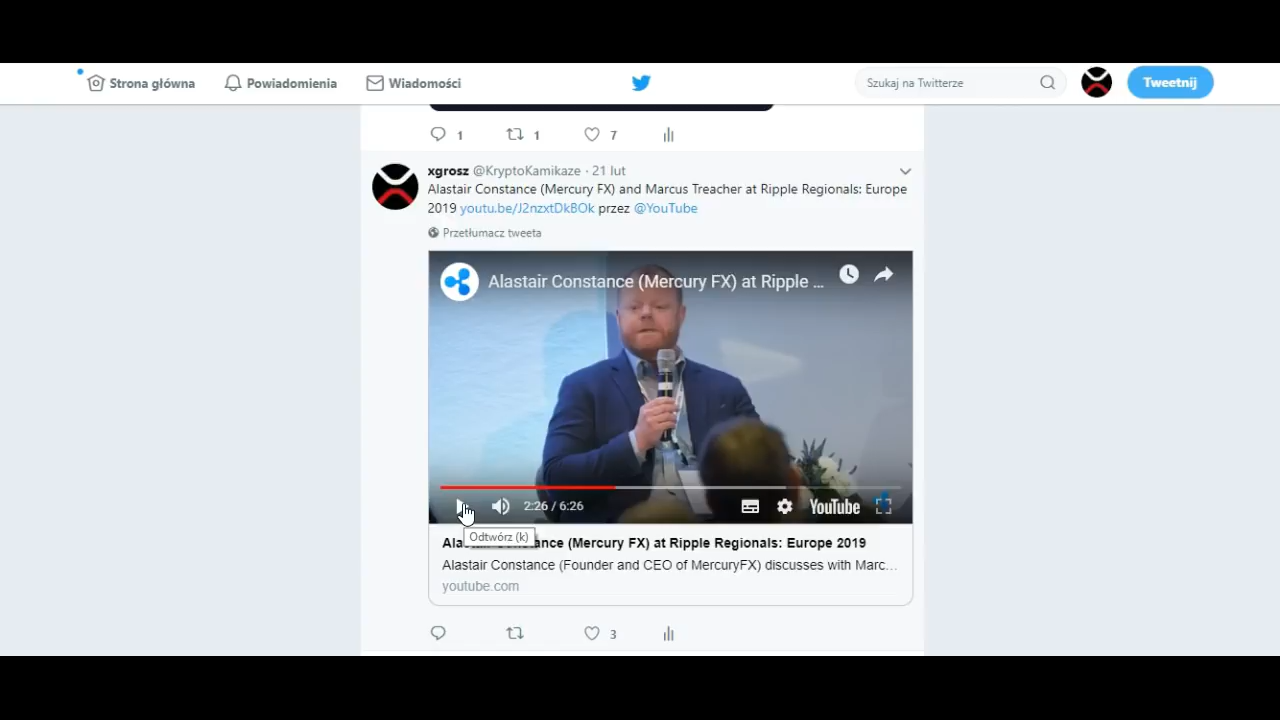 Strona główna Powiadomienia Wiadomości Szukaj na Twitterze Tweetnij
1 1 7
xgrosz @KryptoKamikaze · 21 lut
Alastair Constance (Mercury FX) and Marcus Treacher at Ripple Regionals: Europe
2019 youtu.be/J2nzxtDkBOk przez @YouTube
Przetłumacz tweeta
Alastair Constance (Mercury FX) at Ripple ...
2:26 / 6:26 YouTube
Odtwórz (k)
Alastair Constance (Mercury FX) at Ripple Regionals: Europe 2019
Alastair Constance (Founder and CEO of MercuryFX) discusses with Marc...
youtube.com
3